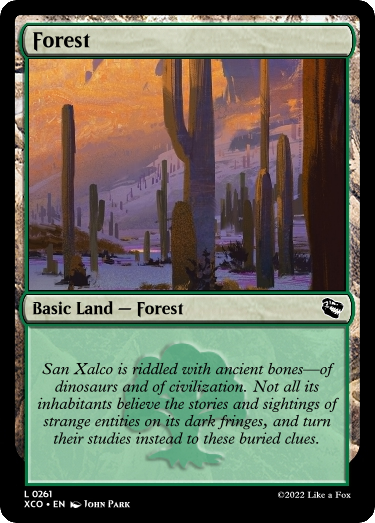 Forest
Basic Land — Forest
San Xalco is riddled with ancient bones—of
dinosaurs and of civilization. Not all its
inhabitants believe the stories and sightings of
strange entities on its dark fringes, and turn
their studies instead to these buried clues.
L 0261
XCO • EN John Park
©2022 Like a Fox